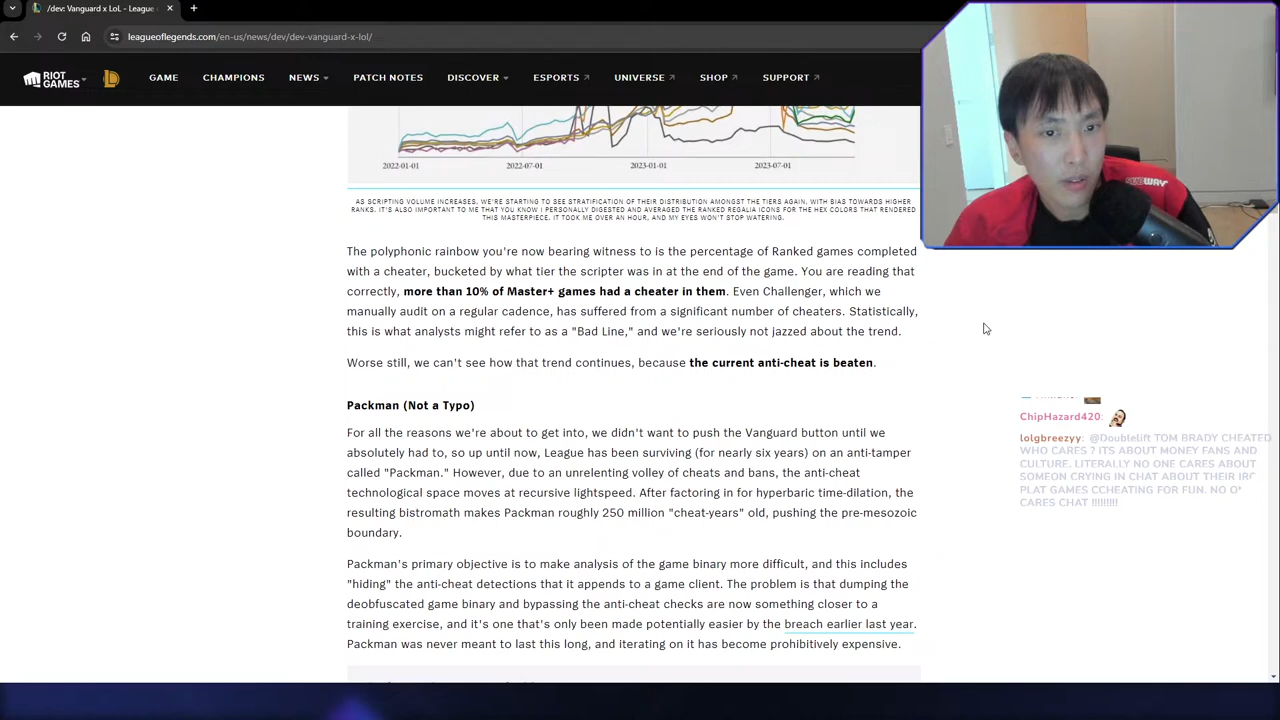 /dev: Vanguard x LoL - League
leagueoflegends.com/en-us/news/dev/dev-vanguard-x-lol/
RIOT GAMES
GAME
CHAMPIONS
NEWS
PATCH NOTES
DISCOVER
ESPORTS
UNIVERSE
SHOP
SUPPORT
2022-01-01
2022-07-01
2023-01-01
2023-07-01
AS SCRIPTING VOLUME INCREASES, WE'RE STARTING TO SEE STRATIFICATION OF THEIR DISTRIBUTION AMONGST THE TIERS AGAIN, WITH BIAS TOWARDS HIGHER
RANKS. IT'S ALSO IMPORTANT TO ME THAT YOU KNOW I PERSONALLY DIGESTED AND AVERAGED THE RANKED REGALIA ICONS FOR THE HEX COLORS THAT RENDERED
THIS MASTERPIECE. IT TOOK ME OVER AN HOUR, AND MY EYES WON'T STOP WATERING.
The polyphonic rainbow you're now bearing witness to is the percentage of Ranked games completed
with a cheater, bucketed by what tier the scripter was in at the end of the game. You are reading that
correctly, more than 10% of Master+ games had a cheater in them. Even Challenger, which we
manually audit on a regular cadence, has suffered from a significant number of cheaters. Statistically,
this is what analysts might refer to as a "Bad Line," and we're seriously not jazzed about the trend.
Worse still, we can't see how that trend continues, because the current anti-cheat is beaten.
Packman (Not a Typo)
For all the reasons we're about to get into, we didn't want to push the Vanguard button until we
absolutely had to, so up until now, League has been surviving (for nearly six years) on an anti-tamper
called "Packman." However, due to an unrelenting volley of cheats and bans, the anti-cheat
technological space moves at recursive lightspeed. After factoring in for hyperbaric time-dilation, the
resulting bistromath makes Packman roughly 250 million "cheat-years" old, pushing the pre-mesozoic
boundary.
Packman's primary objective is to make analysis of the game binary more difficult, and this includes
"hiding" the anti-cheat detections that it appends to a game client. The problem is that dumping the
deobfuscated game binary and bypassing the anti-cheat checks are now something closer to a
training exercise, and it's one that's only been made potentially easier by the breach earlier last year.
Packman was never meant to last this long, and iterating on it has become prohibitively expensive.
ChipHazard420:
lolgbreezyy: @Doublelift TOM BRADY CHEATED
WHO CARES ? ITS ABOUT MONEY FANS AND
CULTURE. LITERALLY NO ONE CARES ABOUT
SOMEON CRYING IN CHAT ABOUT THEIR
PLAT GAMES CCHEATING FOR FUN. NO
CARES CHAT !!!!!!!!!